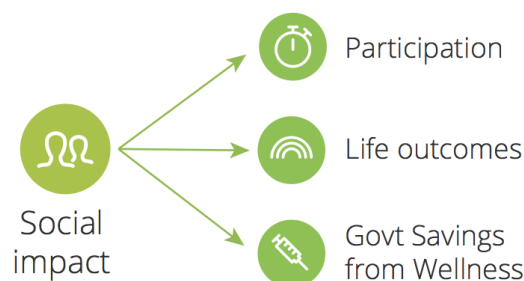 Participation
Life outcomes
Social
impact
Govt Savings
from Wellness